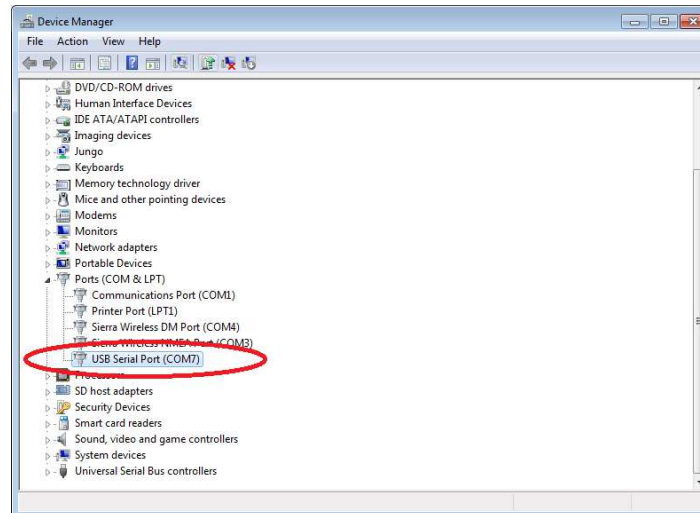 Device Manager
File Action View Help
DVD/CD-ROM drives
Human Interface Devices
IDE ATA/ATAPI controllers
Imaging devices
Jungo
Keyboards
Memory technology driver
Mice and other pointing devices
Modems
Monitors
Network adapters
Portable Devices
Ports (COM & LPT)
Communications Port (COM1)
Printer Port (LPT1)
Sierra Wireless DM Port (COM4)
Sierra Wireless NMEA Port (COM3)
USB Serial Port (COM7)
Processors
SD host adapters
Security Devices
Smart card readers
Sound, video and game controllers
System devices
Universal Serial Bus controllers